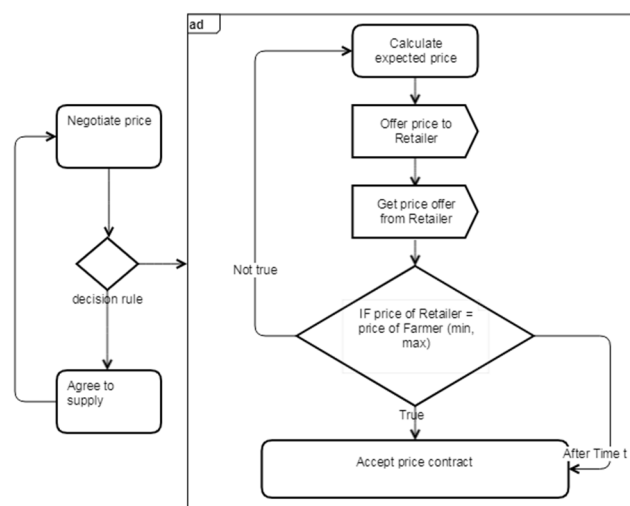 ad
Calculate
expected price
Negotiate price
Offer price to
Retailer
Get price offer
from Retailer
Not true
decision rule
IF price of Retailer =
price of Farmer (min,
max)
Agree to
supply
True
After Time t
Accept price contract